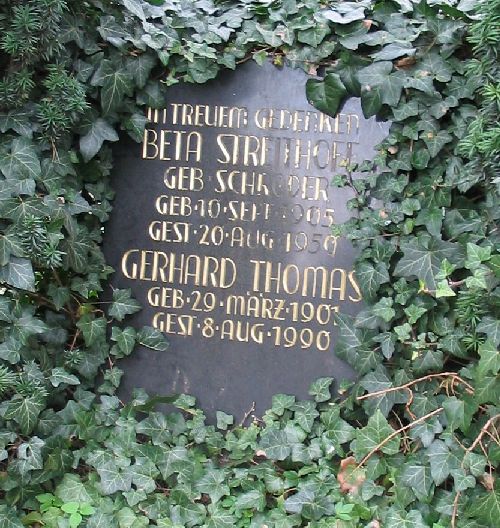 IN TREUEM GEDENKEN
BETA STREITHOFF
GEB·SCHRÖDER
GEB·10·SEPT·1905
GEST·20·AUG·1950
GERHARD THOMAS
GEB·29·MÄRZ·1901
GEST·8·AUG·1990